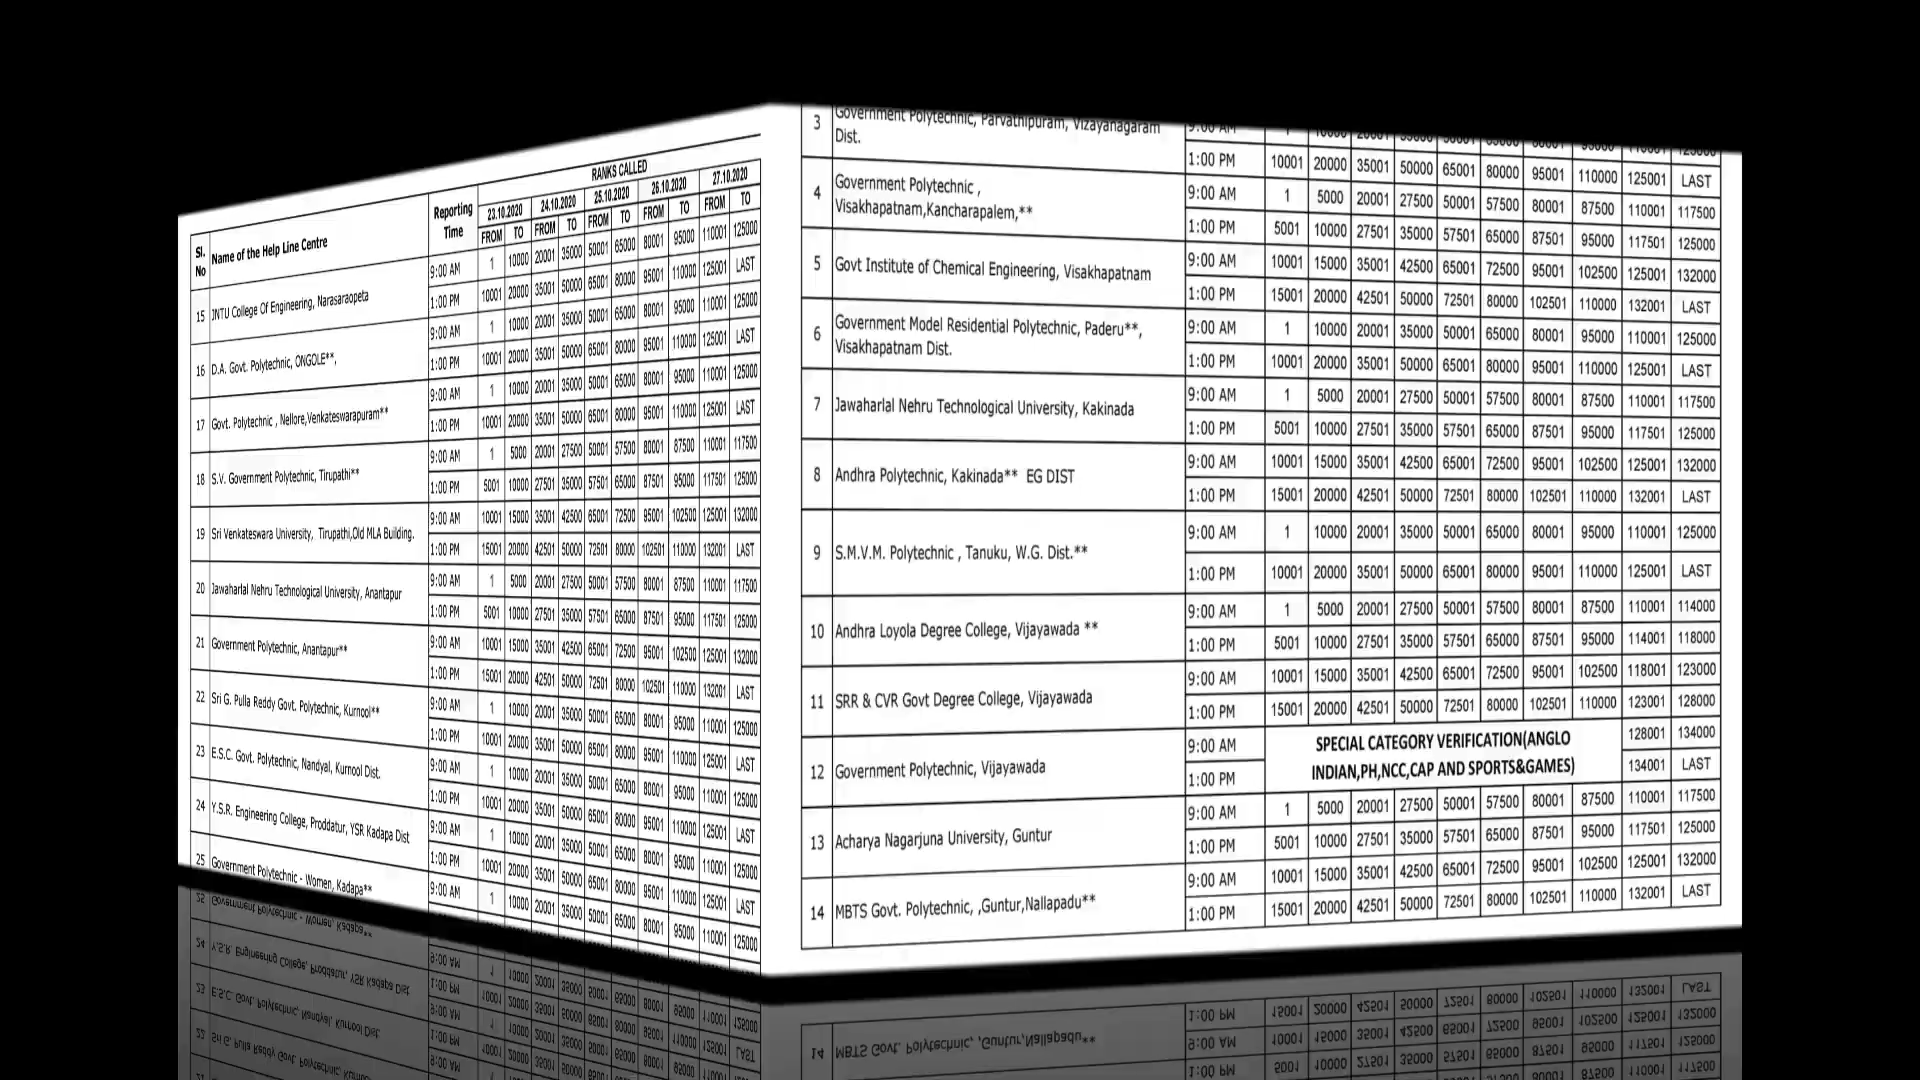 RANKS CALLED
Sl. No Name of the Help Line Centre Reporting Time 23.10.2020 24.10.2020 25.10.2020 26.10.2020 27.10.2020
FROM TO FROM TO FROM TO FROM TO FROM TO
15 JNTU College Of Engineering, Narasaraopeta
9:00 AM 1 10000 20001 35000 50001 65000 80001 95000 110001 125000
1:00 PM 10001 20000 35001 50000 65001 80000 95001 110000 125001 LAST
16 D.A. Govt. Polytechnic, ONGOLE**,
9:00 AM 1 10000 20001 35000 50001 65000 80001 95000 110001 125000
1:00 PM 10001 20000 35001 50000 65001 80000 95001 110000 125001 LAST
17 Govt. Polytechnic , Nellore,Venkateswarapuram**
9:00 AM 1 10000 20001 35000 50001 65000 80001 95000 110001 125000
1:00 PM 10001 20000 35001 50000 65001 80000 95001 110000 125001 LAST
18 S.V. Government Polytechnic, Tirupathi**
9:00 AM 1 5000 20001 27500 50001 57500 80001 87500 110001 117500
1:00 PM 5001 10000 27501 35000 57501 65000 87501 95000 117501 125000
19 Sri Venkateswara University, Tirupathi,Old MLA Building.
9:00 AM 10001 15000 35001 42500 65001 72500 95001 102500 125001 132000
1:00 PM 15001 20000 42501 50000 72501 80000 102501 110000 132001 LAST
20 Jawaharlal Nehru Technological University, Anantapur
9:00 AM 1 5000 20001 27500 50001 57500 80001 87500 110001 117500
1:00 PM 5001 10000 27501 35000 57501 65000 87501 95000 117501 125000
21 Government Polytechnic, Anantapur**
9:00 AM 10001 15000 35001 42500 65001 72500 95001 102500 125001 132000
1:00 PM 15001 20000 42501 50000 72501 80000 102501 110000 132001 LAST
22 Sri G. Pulla Reddy Govt. Polytechnic, Kurnool**
9:00 AM 1 10000 20001 35000 50001 65000 80001 95000 110001 125000
1:00 PM 10001 20000 35001 50000 65001 80000 95001 110000 125001 LAST
23 E.S.C. Govt. Polytechnic, Nandyal, Kurnool Dist.
9:00 AM 1 10000 20001 35000 50001 65000 80001 95000 110001 125000
1:00 PM 10001 20000 35001 50000 65001 80000 95001 110000 125001 LAST
24 Y.S.R. Engineering College, Proddatur, YSR Kadapa Dist
9:00 AM 1 10000 20001 35000 50001 65000 80001 95000 110001 125000
1:00 PM 10001 20000 35001 50000 65001 80000 95001 110000 125001 LAST
25 Government Polytechnic - Women, Kadapa**
9:00 AM 1 10000 20001 35000 50001 65000 80001 95000 110001 125000
3 Government Polytechnic, Parvathipuram, Vizayanagaram
Dist.
9:00 AM 1 10000 20001
1:00 PM 10001 20000 35001 50000 65001 80000 95001 110000 125001 LAST
4 Government Polytechnic ,
Visakhapatnam,Kancharapalem,**
9:00 AM 1 5000 20001 27500 50001 57500 80001 87500 110001 117500
1:00 PM 5001 10000 27501 35000 57501 65000 87501 95000 117501 125000
5 Govt Institute of Chemical Engineering, Visakhapatnam
9:00 AM 10001 15000 35001 42500 65001 72500 95001 102500 125001 132000
1:00 PM 15001 20000 42501 50000 72501 80000 102501 110000 132001 LAST
6 Government Model Residential Polytechnic, Paderu**,
Visakhapatnam Dist.
9:00 AM 1 10000 20001 35000 50001 65000 80001 95000 110001 125000
1:00 PM 10001 20000 35001 50000 65001 80000 95001 110000 125001 LAST
7 Jawaharlal Nehru Technological University, Kakinada
9:00 AM 1 5000 20001 27500 50001 57500 80001 87500 110001 117500
1:00 PM 5001 10000 27501 35000 57501 65000 87501 95000 117501 125000
8 Andhra Polytechnic, Kakinada** EG DIST
9:00 AM 10001 15000 35001 42500 65001 72500 95001 102500 125001 132000
1:00 PM 15001 20000 42501 50000 72501 80000 102501 110000 132001 LAST
9 S.M.V.M. Polytechnic , Tanuku, W.G. Dist.**
9:00 AM 1 10000 20001 35000 50001 65000 80001 95000 110001 125000
1:00 PM 10001 20000 35001 50000 65001 80000 95001 110000 125001 LAST
10 Andhra Loyola Degree College, Vijayawada **
9:00 AM 1 5000 20001 27500 50001 57500 80001 87500 110001 114000
1:00 PM 5001 10000 27501 35000 57501 65000 87501 95000 114001 118000
11 SRR & CVR Govt Degree College, Vijayawada
9:00 AM 10001 15000 35001 42500 65001 72500 95001 102500 118001 123000
1:00 PM 15001 20000 42501 50000 72501 80000 102501 110000 123001 128000
12 Government Polytechnic, Vijayawada
9:00 AM SPECIAL CATEGORY VERIFICATION(ANGLO 128001 134000
1:00 PM INDIAN,PH,NCC,CAP AND SPORTS&GAMES) 134001 LAST
13 Acharya Nagarjuna University, Guntur
9:00 AM 1 5000 20001 27500 50001 57500 80001 87500 110001 117500
1:00 PM 5001 10000 27501 35000 57501 65000 87501 95000 117501 125000
14 MBTS Govt. Polytechnic, ,Guntur,Nallapadu**
9:00 AM 10001 15000 35001 42500 65001 72500 95001 102500 125001 132000
1:00 PM 15001 20000 42501 50000 72501 80000 102501 110000 132001 LAST